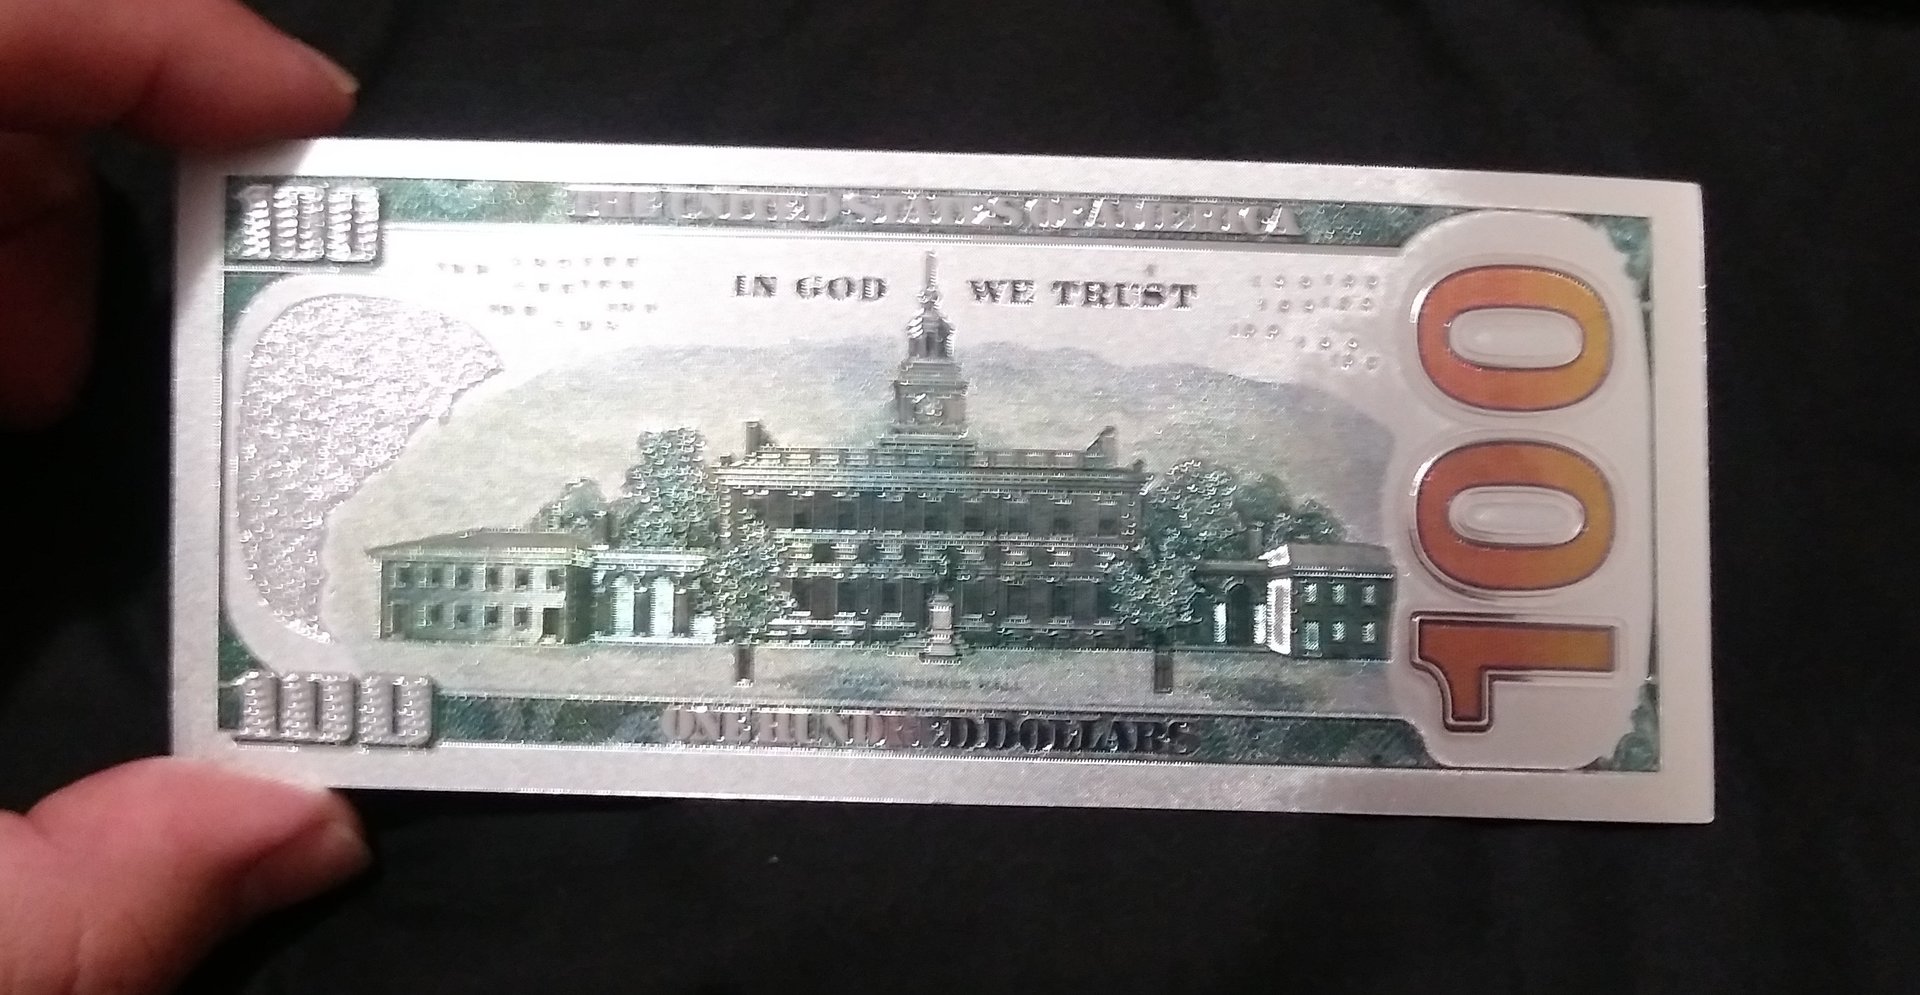 100
THE UNITED STATES OF AMERICA
IN GOD WE TRUST
100
100
ONE HUNDRED DOLLARS